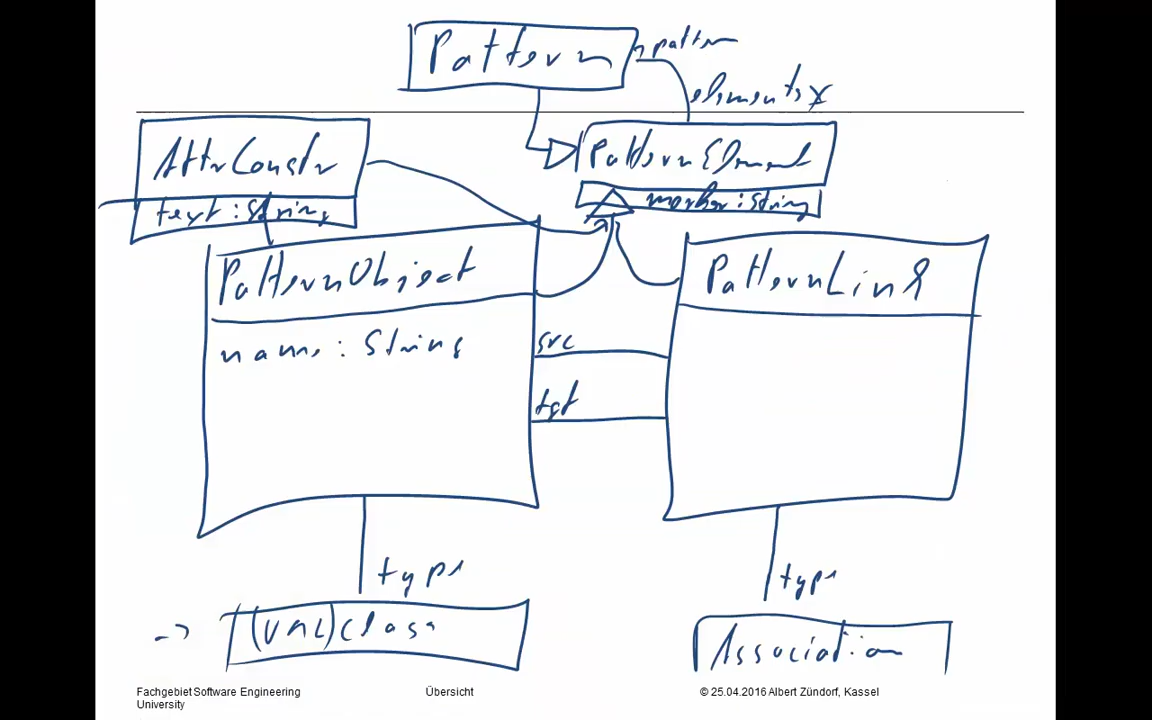 Pattern
pattern
elements *
AttrConstr
text : String
PatternElement
modifier : String
PatternObject
name : String
PatternLink
src
tgt
type
type
(UML) Class
Association
Fachgebiet Software Engineering
University
Übersicht
© 25.04.2016 Albert Zündorf, Kassel